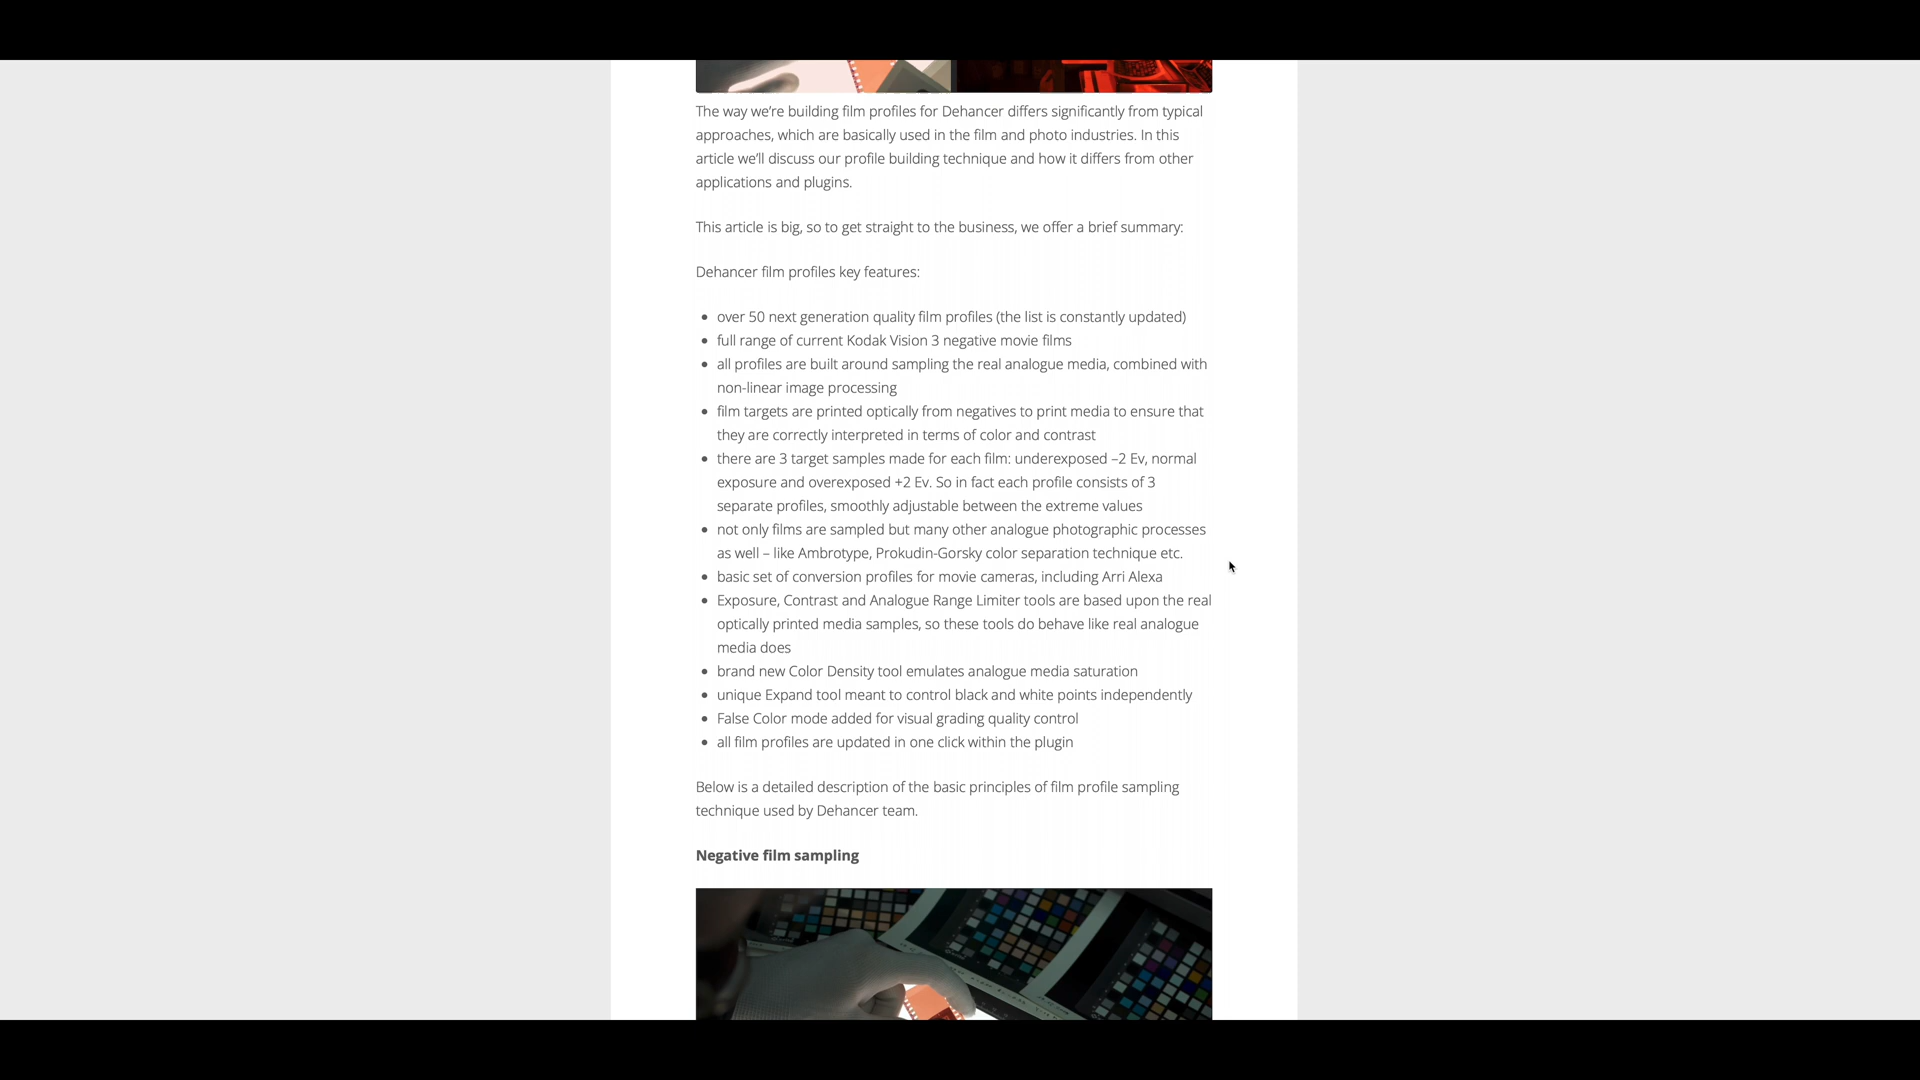 The way we’re building film profiles for Dehancer differs significantly from typical
approaches, which are basically used in the film and photo industries. In this
article we’ll discuss our profile building technique and how it differs from other
applications and plugins.
This article is big, so to get straight to the business, we offer a brief summary:
Dehancer film profiles key features:
• over 50 next generation quality film profiles (the list is constantly updated)
• full range of current Kodak Vision 3 negative movie films
• all profiles are built around sampling the real analogue media, combined with
non-linear image processing
• film targets are printed optically from negatives to print media to ensure that
they are correctly interpreted in terms of color and contrast
• there are 3 target samples made for each film: underexposed –2 Ev, normal
exposure and overexposed +2 Ev. So in fact each profile consists of 3
separate profiles, smoothly adjustable between the extreme values
• not only films are sampled but many other analogue photographic processes
as well – like Ambrotype, Prokudin-Gorsky color separation technique etc.
• basic set of conversion profiles for movie cameras, including Arri Alexa
• Exposure, Contrast and Analogue Range Limiter tools are based upon the real
optically printed media samples, so these tools do behave like real analogue
media does
• brand new Color Density tool emulates analogue media saturation
• unique Expand tool meant to control black and white points independently
• False Color mode added for visual grading quality control
• all film profiles are updated in one click within the plugin
Below is a detailed description of the basic principles of film profile sampling
technique used by Dehancer team.
Negative film sampling